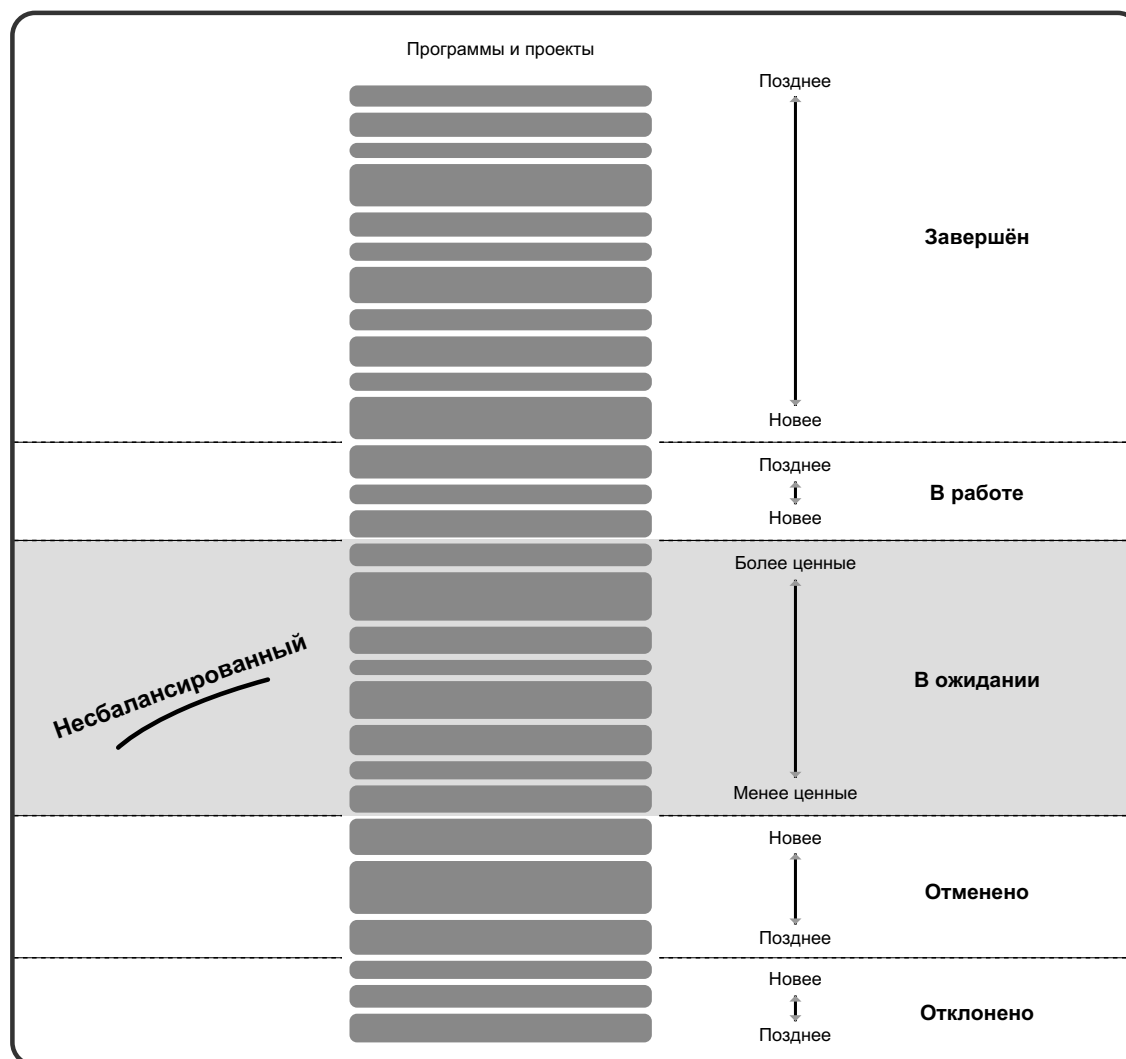 Программы и проекты
Позднее
Завершён
Новее
Позднее
В работе
Новее
Более ценные
Несбалансированный
В ожидании
Менее ценные
Новее
Отменено
Позднее
Новее
Отклонено
Позднее